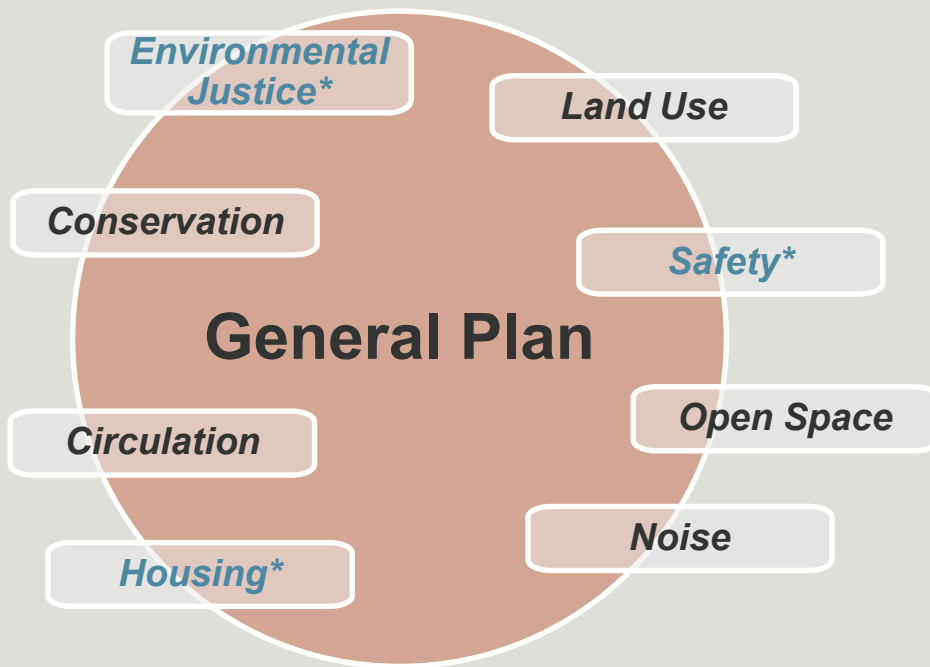 Environmental
Justice*
Land Use
Conservation
Safety*
General Plan
Open Space
Circulation
Noise
Housing*